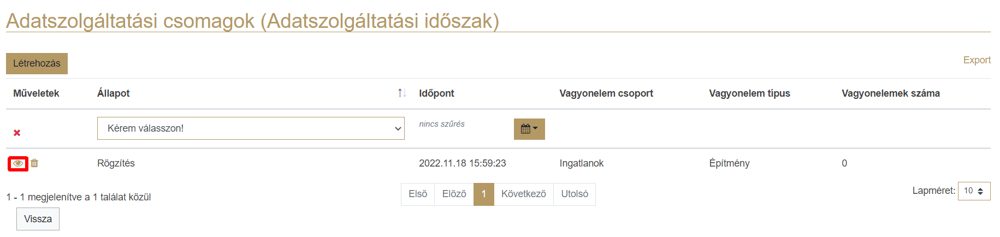 Adatszolgáltatási csomagok (Adatszolgáltatási időszak)
Létrehozás
Export
Műveletek Állapot Időpont Vagyonelem csoport Vagyonelem típus Vagyonelemek száma
Kérem válasszon! nincs szűrés
Rögzítés 2022.11.18 15:59:23 Ingatlanok Építmény 0
1 - 1 megjelenítve a 1 találat közül
Első Előző 1 Következő Utolsó
Lapméret: 10
Vissza